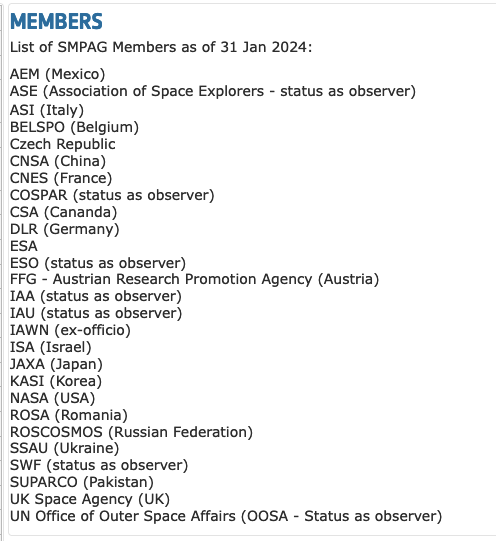 MEMBERS
List of SMPAG Members as of 31 Jan 2024:
AEM (Mexico)
ASE (Association of Space Explorers - status as observer)
ASI (Italy)
BELSPO (Belgium)
Czech Republic
CNSA (China)
CNES (France)
COSPAR (status as observer)
CSA (Cananda)
DLR (Germany)
ESA
ESO (status as observer)
FFG - Austrian Research Promotion Agency (Austria)
IAA (status as observer)
IAU (status as observer)
IAWN (ex-officio)
ISA (Israel)
JAXA (Japan)
KASI (Korea)
NASA (USA)
ROSA (Romania)
ROSCOSMOS (Russian Federation)
SSAU (Ukraine)
SWF (status as observer)
SUPARCO (Pakistan)
UK Space Agency (UK)
UN Office of Outer Space Affairs (OOSA - Status as observer)